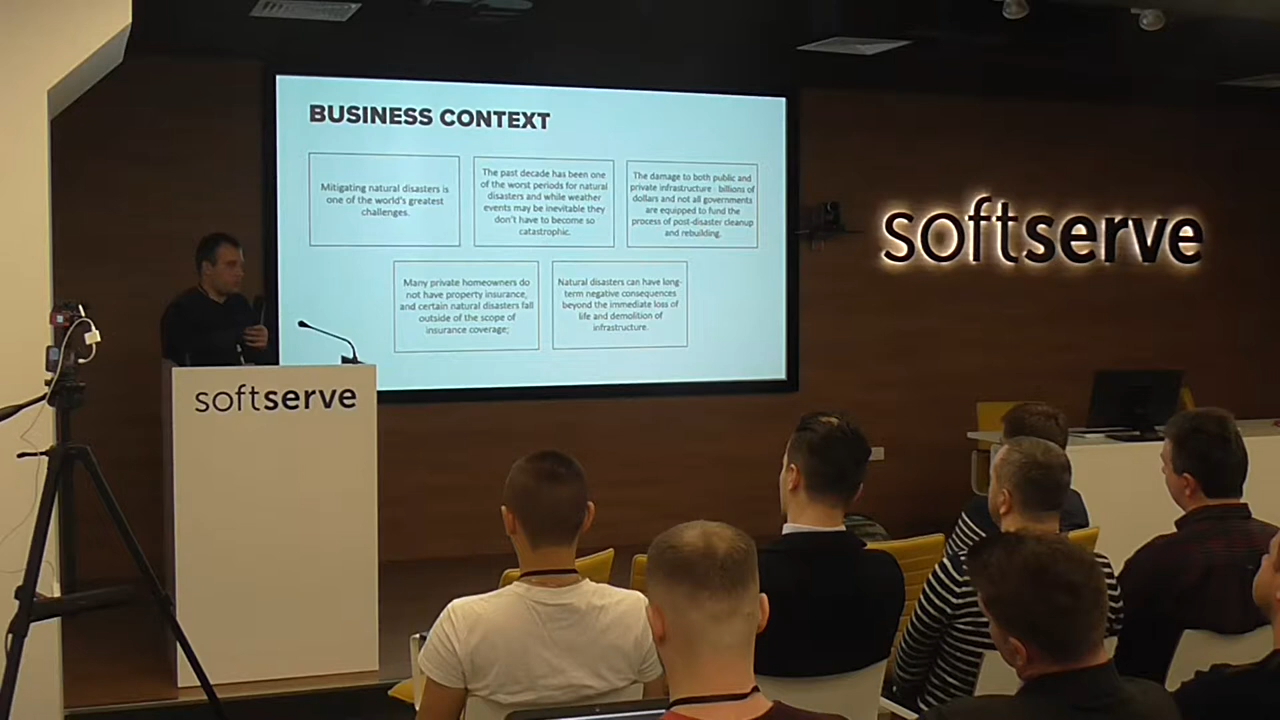 BUSINESS CONTEXT
Mitigating natural disasters is
one of the world's greatest
challenges.
The past decade has been one
of the worst periods for natural
disasters and while weather
events may be inevitable they
don't have to become so
catastrophic.
The damage to both public and
private infrastructure : billions of
dollars and not all governments
are equipped to fund the
process of post-disaster cleanup
and rebuilding.
Many private homeowners do
not have property insurance,
and certain natural disasters fall
outside of the scope of
insurance coverage;
Natural disasters can have long-
term negative consequences
beyond the immediate loss of
life and demolition of
infrastructure.
softserve
softserve